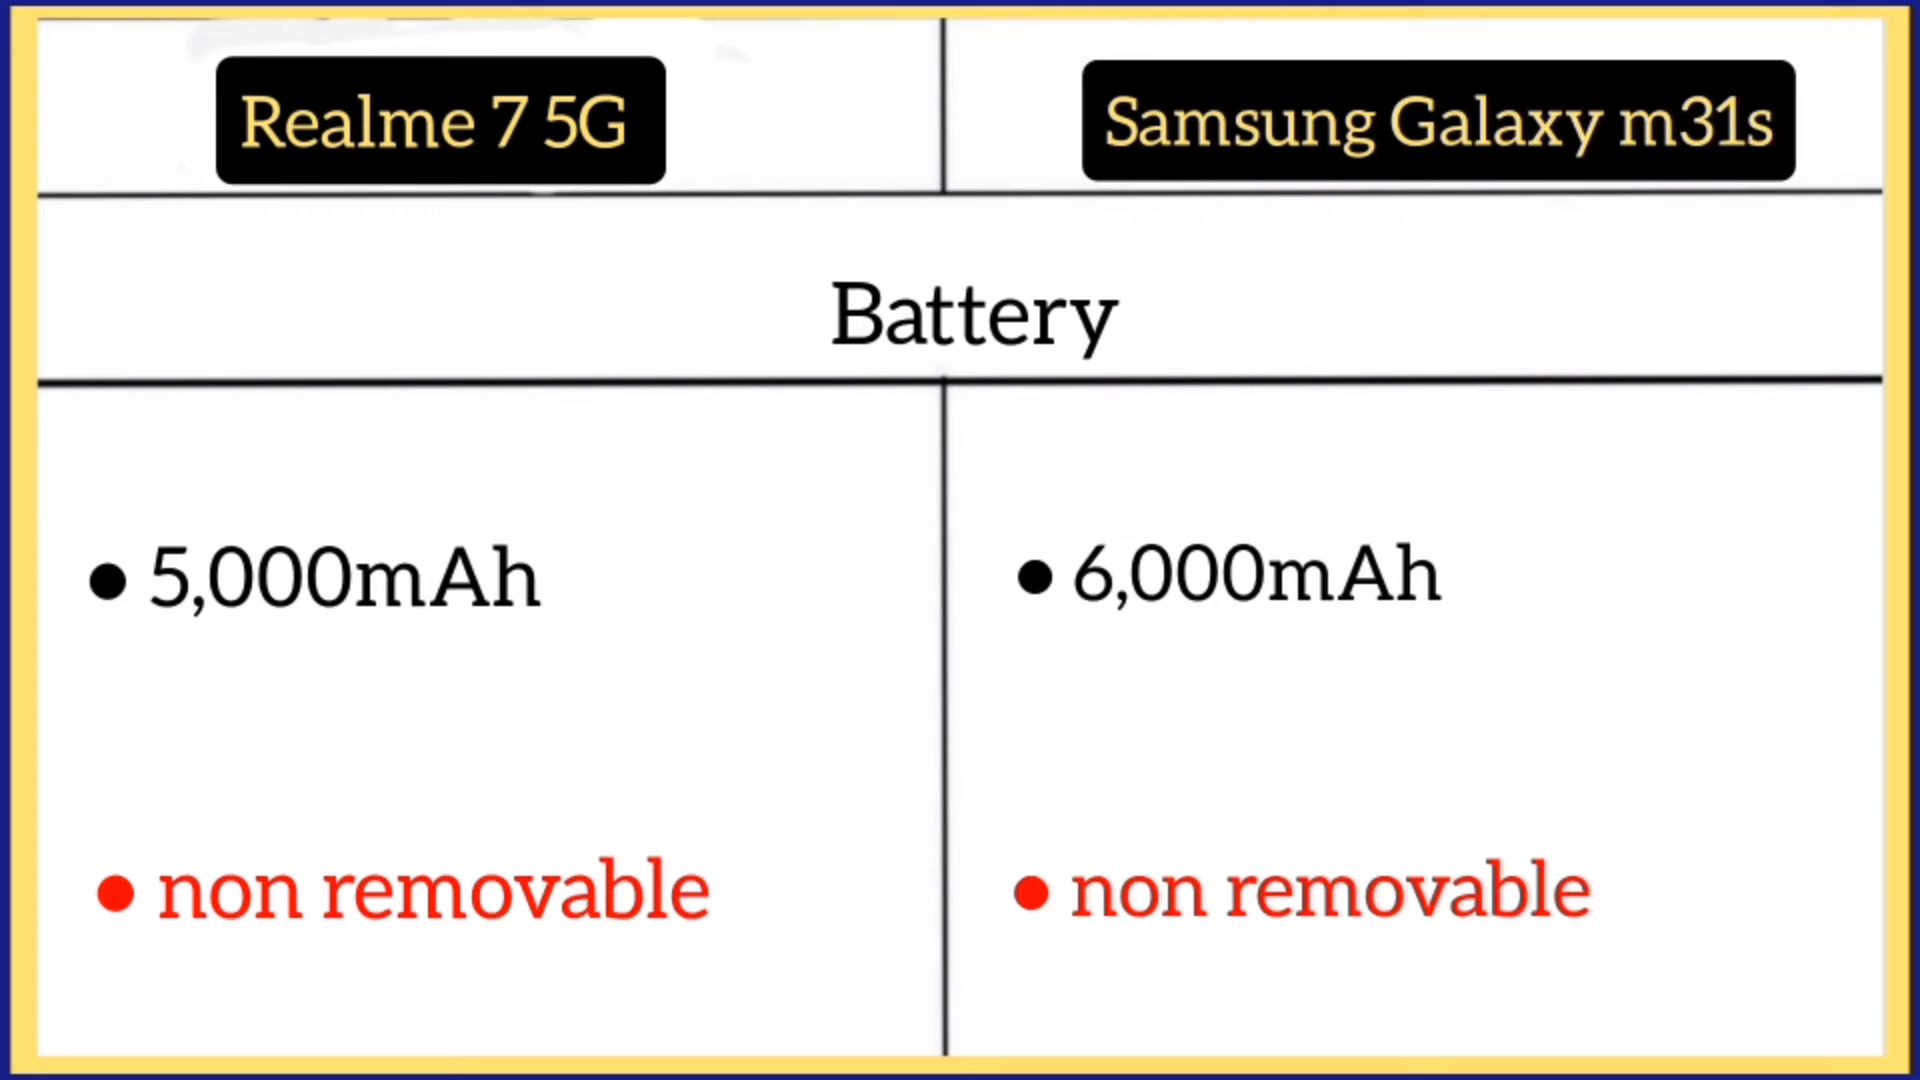 Realme 7 5G
Samsung Galaxy m31s
Battery
• 5,000mAh
• 6,000mAh
• non removable
• non removable